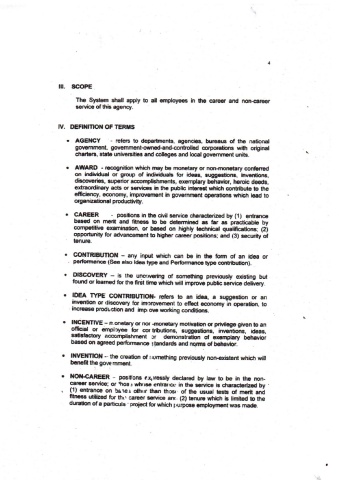 4
III. SCOPE
The System shall apply to all employees in the career and non-career
service of this agency.
IV. DEFINITION OF TERMS
• AGENCY - refers to departments, agencies, bureaus of the national
government, government-owned-and-controlled corporations with original
charters, state universities and colleges and local government units.
• AWARD - recognition which may be monetary or non-monetary conferred
on individual or group of individuals for ideas, suggestions, inventions,
discoveries, superior accomplishments, exemplary behavior, heroic deeds,
extraordinary acts or services in the public interest which contribute to the
efficiency, economy, improvement in government operations which lead to
organizational productivity.
• CAREER - positions in the civil service characterized by (1) entrance
based on merit and fitness to be determined as far as practicable by
competitive examination, or based on highly technical qualifications; (2)
opportunity for advancement to higher career positions; and (3) security of
tenure.
• CONTRIBUTION – any input which can be in the form of an idea or
performance (See also Idea type and Performance type contribution).
• DISCOVERY – is the uncovering of something previously existing but
found or learned for the first time which will improve public service delivery.
• IDEA TYPE CONTRIBUTION- refers to an idea, a suggestion or an
invention or discovery for improvement to effect economy in operation, to
increase production and improve working conditions.
• INCENTIVE – monetary or non-monetary motivation or privilege given to an
official or employee for contributions, suggestions, inventions, ideas,
satisfactory accomplishment or demonstration of exemplary behavior
based on agreed performance standards and norms of behavior.
• INVENTION – the creation of something previously non-existent which will
benefit the government.
• NON-CAREER – positions expressly declared by law to be in the non-
career service; or those whose entrance in the service is characterized by
(1) entrance on bases other than those of the usual tests of merit and
fitness utilized for the career service and (2) tenure which is limited to the
duration of a particular project for which purpose employment was made.